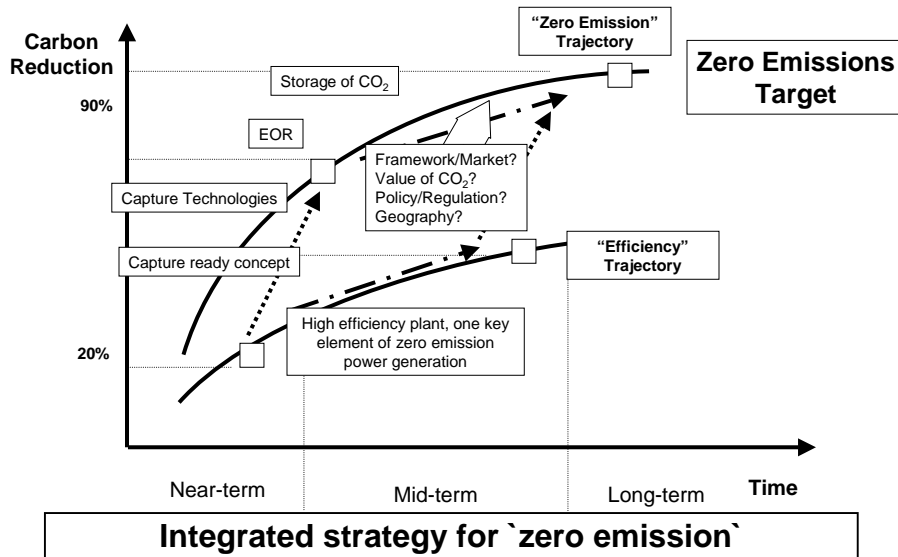 Carbon
Reduction
“Zero Emission”
Trajectory
Zero Emissions
Target
Storage of CO₂
90%
EOR
Framework/Market?
Value of CO₂?
Policy/Regulation?
Geography?
Capture Technologies
Capture ready concept
“Efficiency”
Trajectory
High efficiency plant, one key
element of zero emission
power generation
20%
Near-term
Mid-term
Long-term
Time
Integrated strategy for `zero emission`